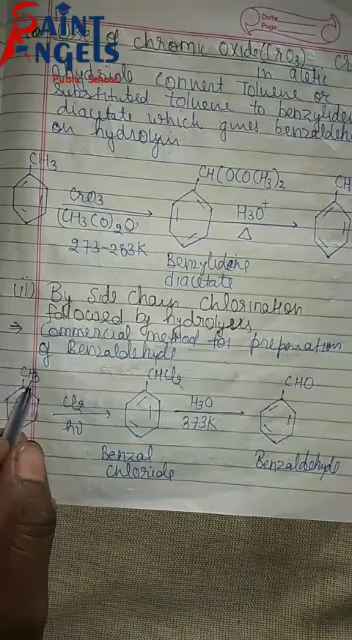 SAINT
ANGELS
Public School
Date
Page
of chromic oxide (CrO3)
in acetic
convert Toluene or
substituted toluene to benzylidene
diacetate which gives benzaldehyde
on hydrolysis
CH3
CH(OCOCH3)2
CH
CrO3
(CH3CO)2O
H3O+
Δ
273-283K
Benzylidine
diacetate
(ii) By side chain chlorination
followed by hydrolysis
⇒ Commercial method for preparation
of Benzaldehyde
CH3
CHCl2
CHO
Cl2
hν
H2O
373K
Benzal
chloride
Benzaldehyde